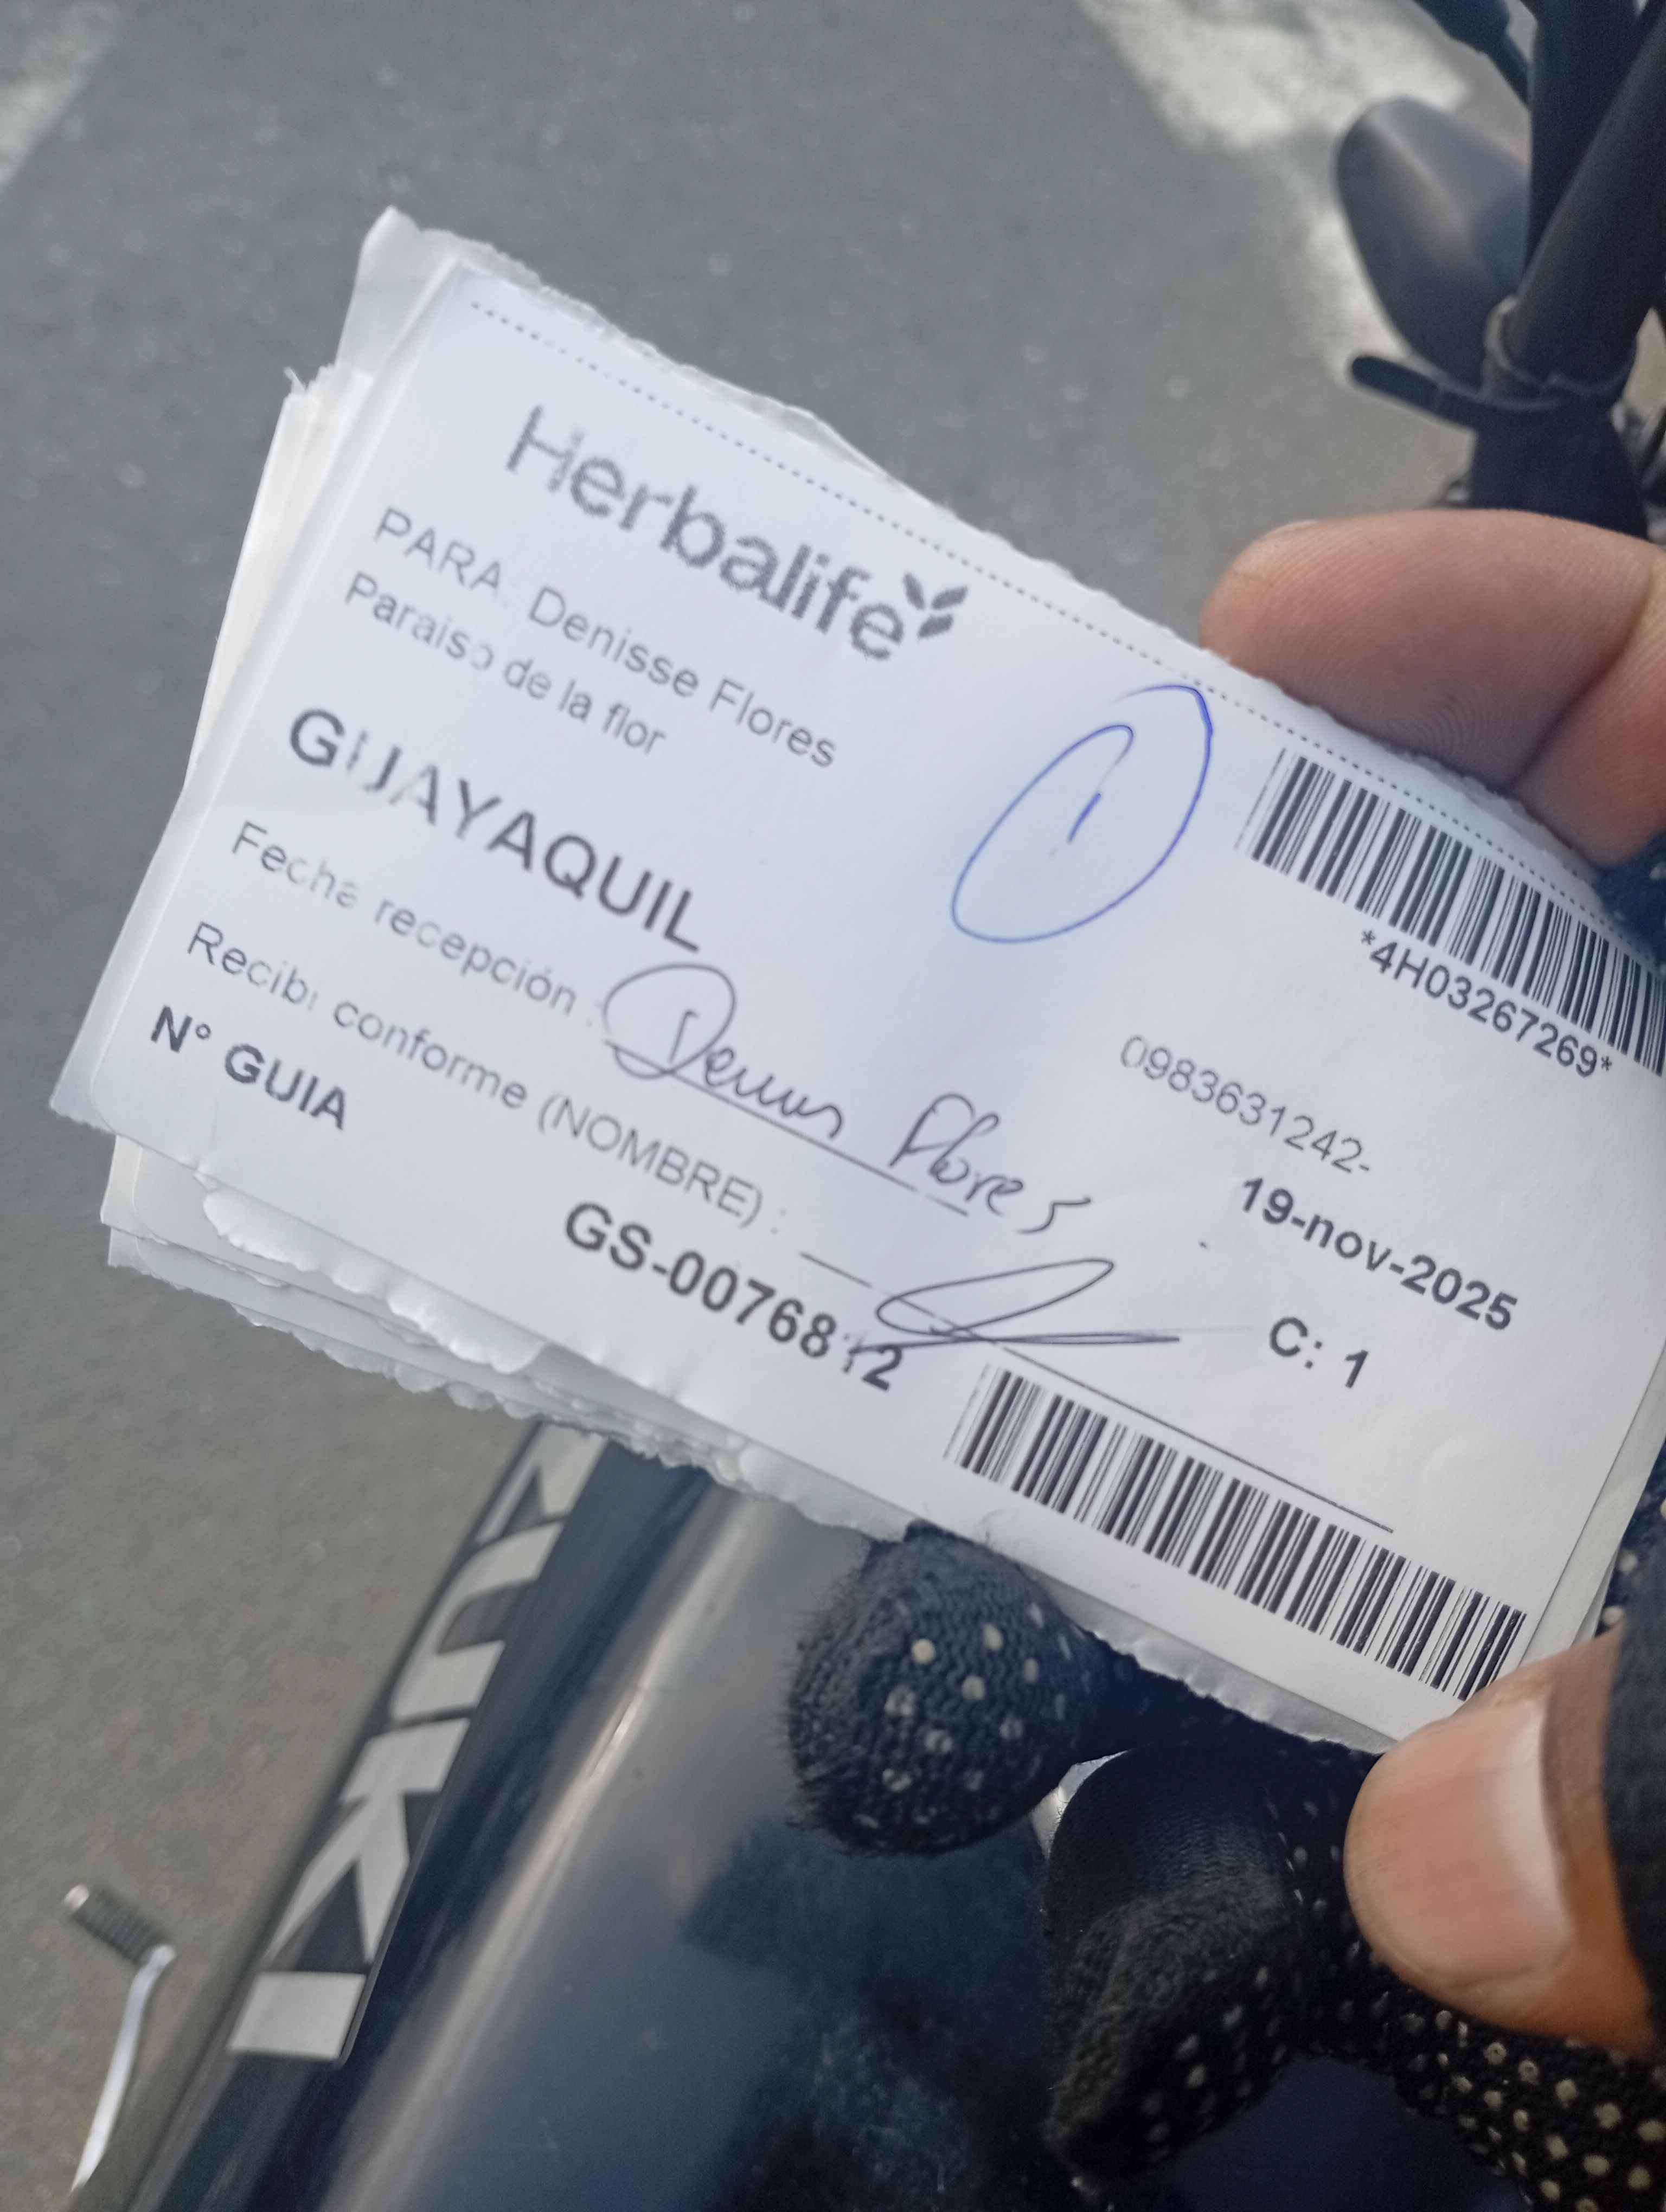 Herbalife
PARA: Denisse Flores
Paraiso de la flor
1
GUAYAQUIL
*4H03267269*
0983631242-
Fecha recepción : Flores
19-nov-2025
Recibi conforme (NOMBRE) :
C: 1
N° GUIA
GS-0076812
UKI